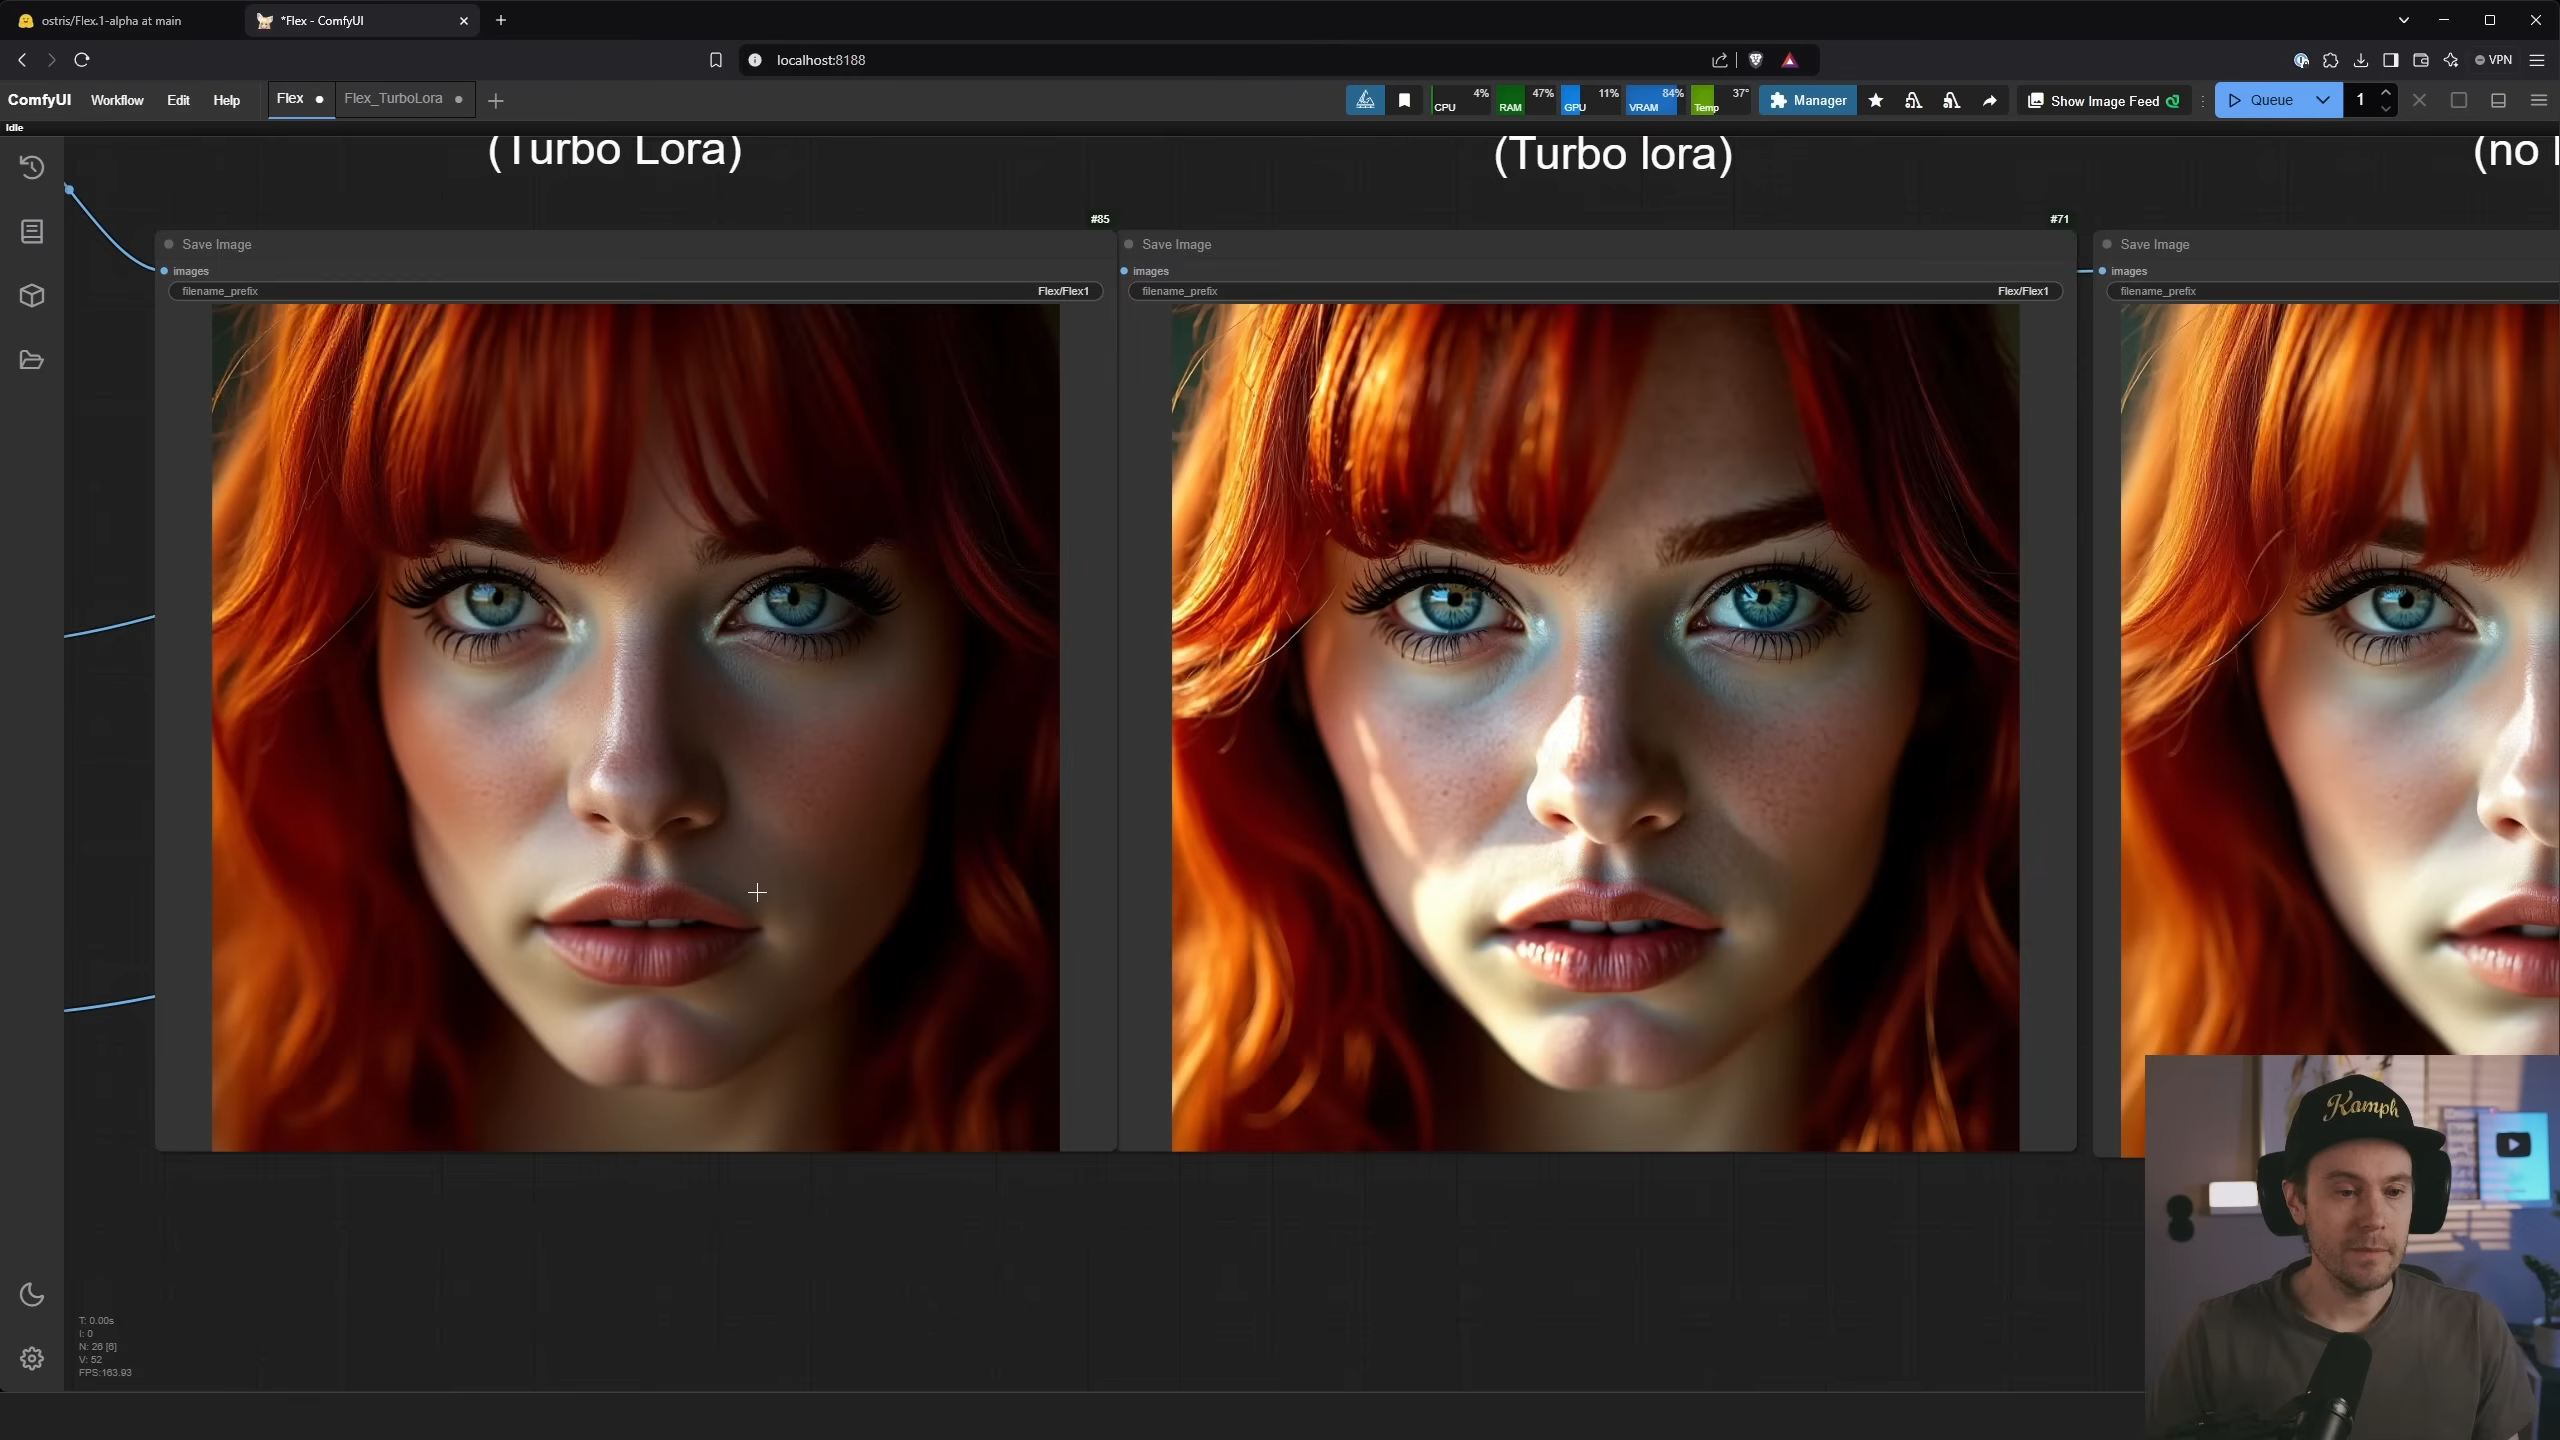 ostris/Flex.1-alpha at main
*Flex - ComfyUI
localhost:8188
VPN
ComfyUI
Workflow
Edit
Help
Flex
Flex_TurboLora
CPU
4%
RAM
47%
GPU
11%
VRAM
84%
Temp
37°
Manager
Show Image Feed
Queue
1
Idle
(Turbo Lora)
(Turbo lora)
(no
#85
#71
Save Image
Save Image
Save Image
images
images
images
filename_prefix
Flex/Flex1
filename_prefix
Flex/Flex1
filename_prefix
Kamph
T: 0.00s
I: 0
N: 26 [6]
V: 52
FPS:163.93